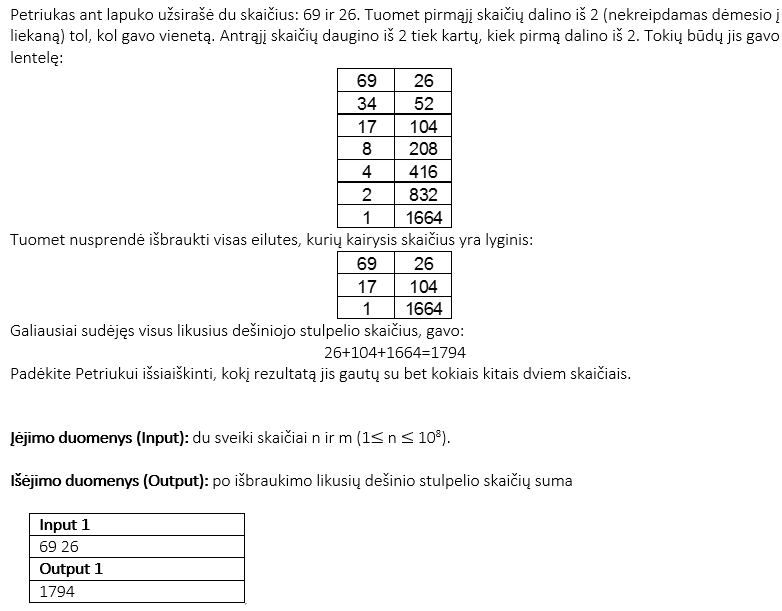 Petriukas ant lapuko užsirašė du skaičius: 69 ir 26. Tuomet pirmąjį skaičių dalino iš 2 (nekreipdamas dėmesio į
liekaną) tol, kol gavo vienetą. Antrąjį skaičių daugino iš 2 tiek kartų, kiek pirmą dalino iš 2. Tokių būdų jis gavo
lentelę:
69 26
34 52
17 104
8 208
4 416
2 832
1 1664
Tuomet nusprendė išbraukti visas eilutes, kurių kairysis skaičius yra lyginis:
69 26
17 104
1 1664
Galiausiai sudėjęs visus likusius dešiniojo stulpelio skaičius, gavo:
26+104+1664=1794
Padėkite Petriukui išsiaiškinti, kokį rezultatą jis gautų su bet kokiais kitais dviem skaičiais.
Įėjimo duomenys (Input): du sveiki skaičiai n ir m (1≤ n ≤ 10⁸).
Išėjimo duomenys (Output): po išbraukimo likusių dešinio stulpelio skaičių suma
Input 1
69 26
Output 1
1794